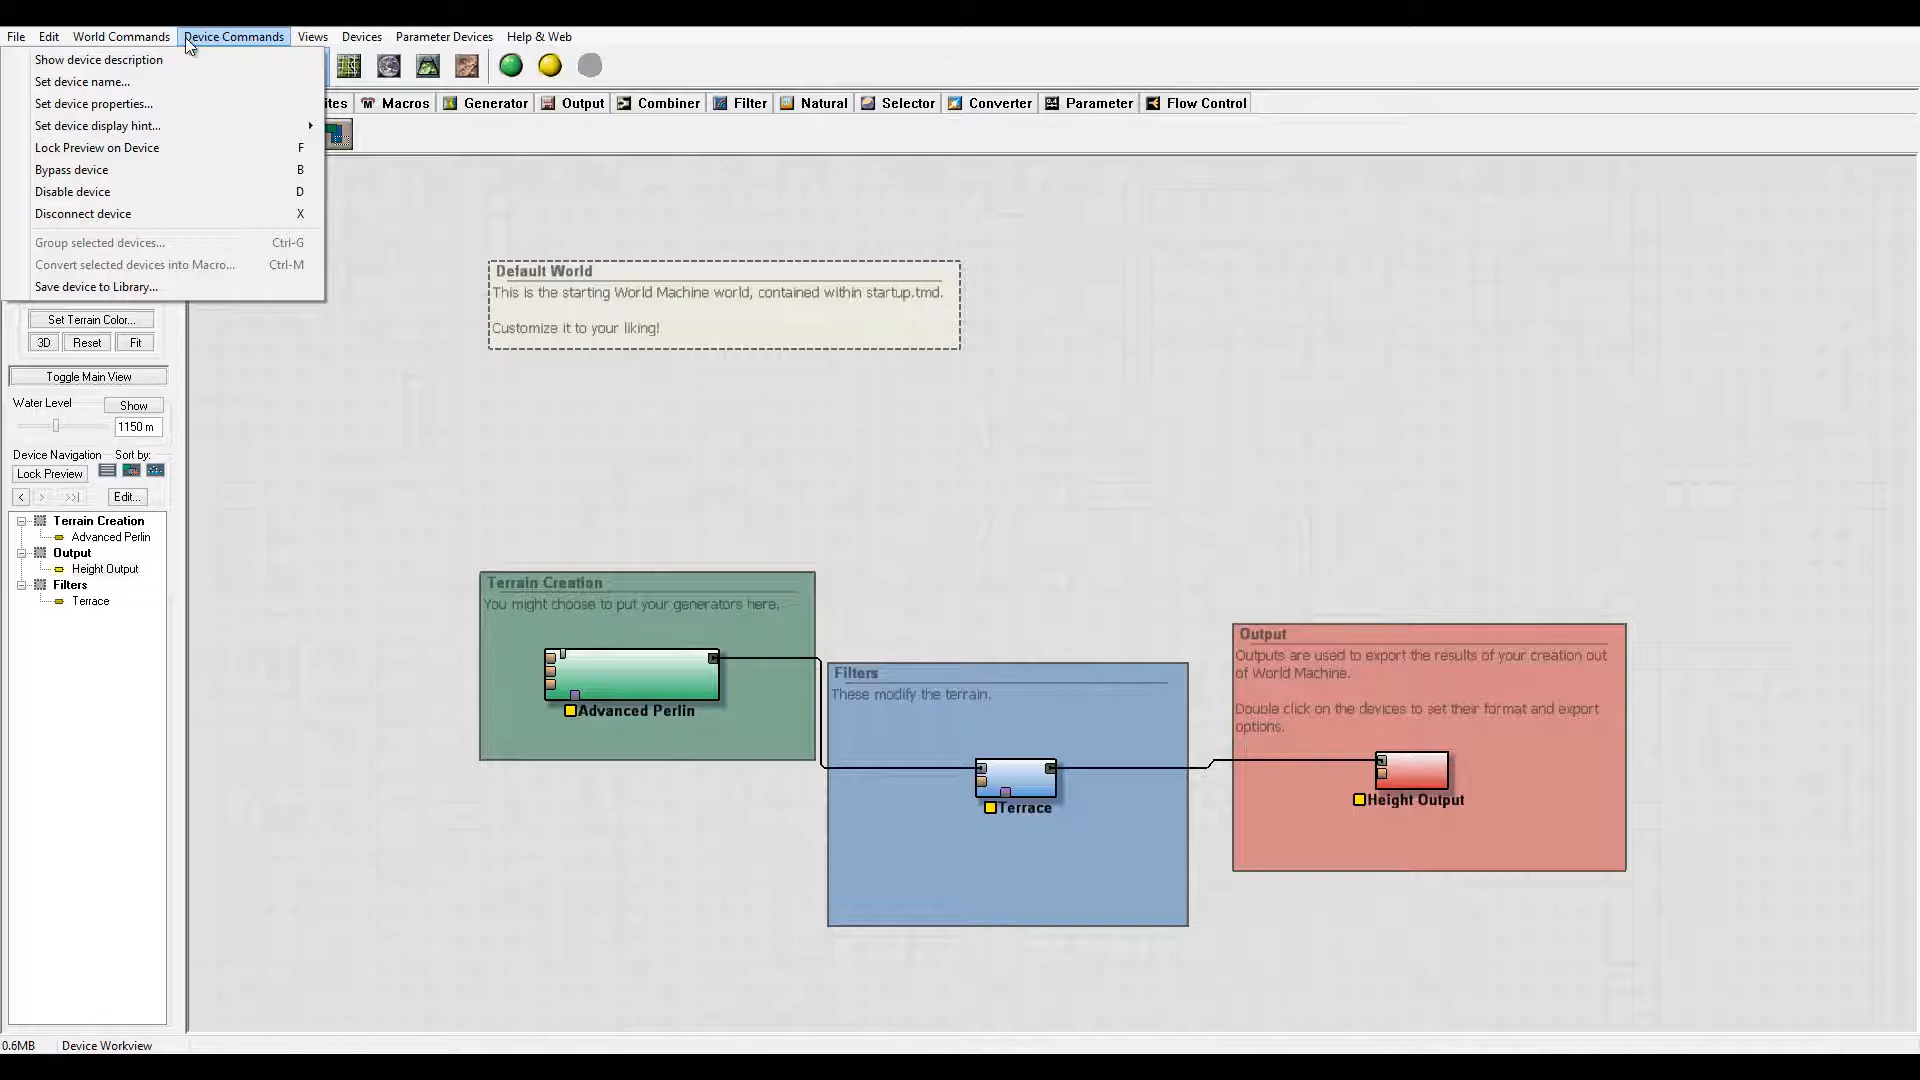 File Edit World Commands Device Commands Views Devices Parameter Devices Help & Web
Show device description
Set device name...
Set device properties...
Set device display hint...
Lock Preview on Device F
Bypass device B
Disable device D
Disconnect device X
Group selected devices... Ctrl-G
Convert selected devices into Macro... Ctrl-M
Save device to Library...
ites Macros Generator Output Combiner Filter Natural Selector Converter Parameter Flow Control
Set Terrain Color...
3D Reset Fit
Toggle Main View
Water Level Show
1150 m
Device Navigation Sort by:
Lock Preview
< > >>| Edit...
Terrain Creation
Advanced Perlin
Output
Height Output
Filters
Terrace
Default World
This is the starting World Machine world, contained within startup.tmd.
Customize it to your liking!
Terrain Creation
You might choose to put your generators here.
Advanced Perlin
Filters
These modify the terrain.
Terrace
Output
Outputs are used to export the results of your creation out
of World Machine.
Double click on the devices to set their format and export
options.
Height Output
0.6MB Device Workview